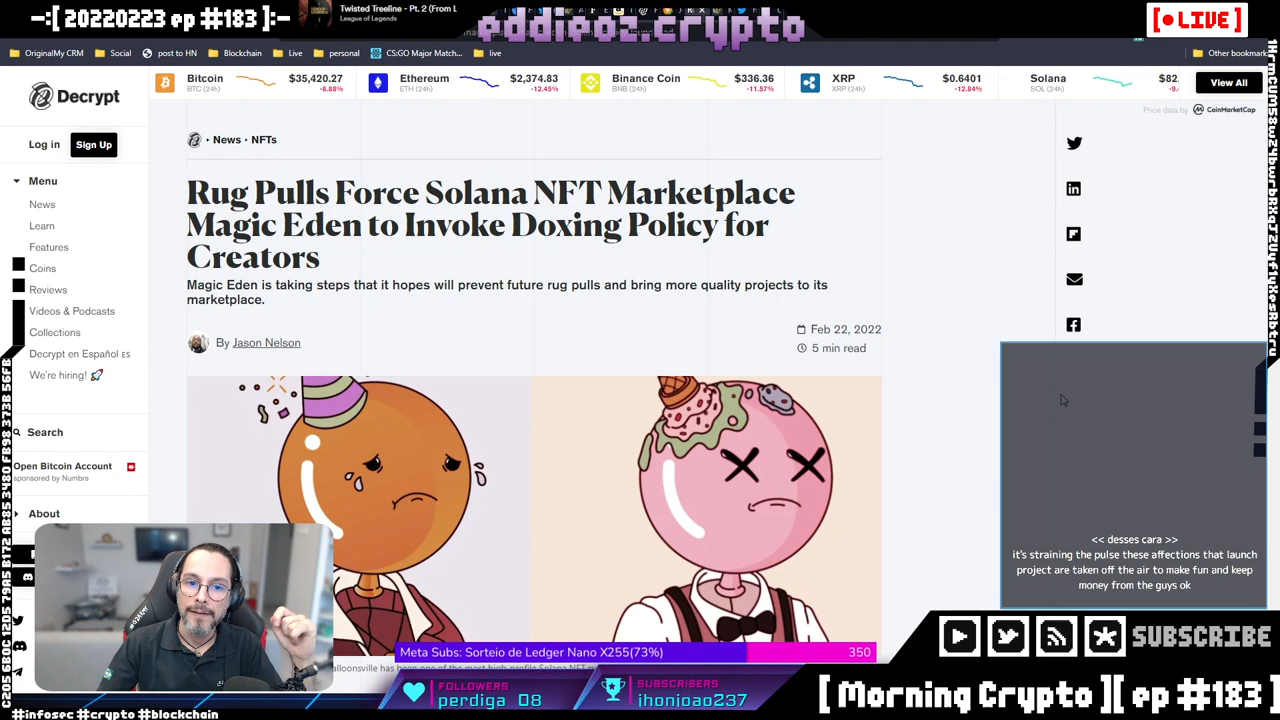 -:[ 20220223 ep #183 ]:-
Twisted Treeline - Pt. 2 (From L
League of Legends
eddieoz.crypto
[● LIVE]
OriginalMy CRM
Social
post to HN
Blockchain
Live
personal
CS:GO Major Match...
live
Other bookmark
Decrypt
Bitcoin
BTC (24h)
$35,420.27
-8.88%
Ethereum
ETH (24h)
$2,374.83
-12.45%
Binance Coin
BNB (24h)
$336.36
-11.57%
XRP
XRP (24h)
$0.6401
-12.84%
Solana
SOL (24h)
$82.
-9.
View All
Price data by CoinMarketCap
Log in
Sign Up
Menu
News
Learn
Features
Coins
Reviews
Videos & Podcasts
Collections
Decrypt en Español ES
We're hiring! 🚀
Search
Open Bitcoin Account
sponsored by Numbrs
About
· News · NFTs
Rug Pulls Force Solana NFT Marketplace
Magic Eden to Invoke Doxing Policy for
Creators
Magic Eden is taking steps that it hopes will prevent future rug pulls and bring more quality projects to its
marketplace.
By Jason Nelson
Feb 22, 2022
5 min read
<< desses cara >>
it's straining the pulse these affections that launch
project are taken off the air to make fun and keep
money from the guys ok
Meta Subs: Sorteio de Ledger Nano X255(73%)
350
FOLLOWERS
perdiga_08
SUBSCRIBERS
ihonjoao237
SUBSCRIBE
[ Morning Crypto ][ ep #183 ]
#infosec #crypto #blockchain